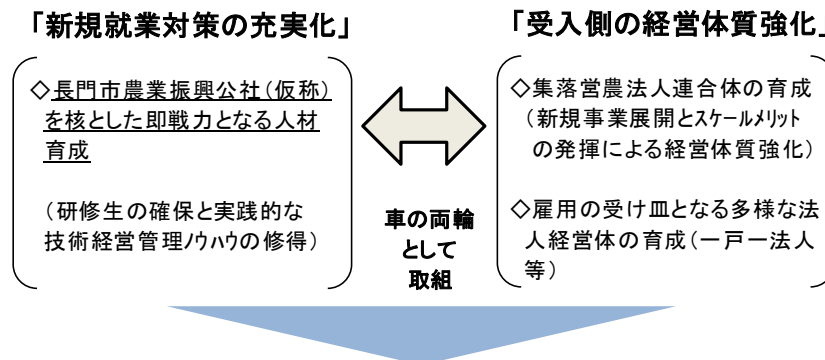 「新規就業対策の充実化」
◇長門市農業振興公社(仮称)
を核とした即戦力となる人材
育成
(研修生の確保と実践的な
技術経営管理ﾉｳﾊｳの修得)
車の両輪
として
取組
「受入側の経営体質強化」
◇集落営農法人連合体の育成
(新規事業展開とｽｹｰﾙﾒﾘｯﾄ
の発揮による経営体質強化)
◇雇用の受け皿となる多様な法
人経営体の育成(一戸一法人
等)